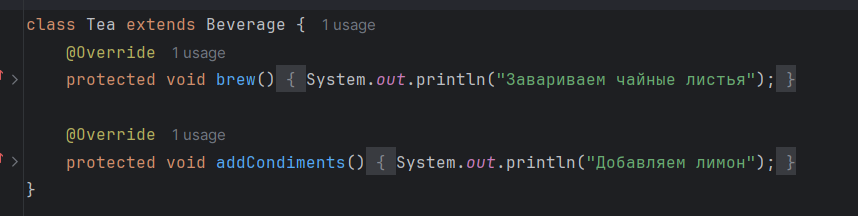 class Tea extends Beverage { 1 usage
@Override 1 usage
protected void brew() { System.out.println("Завариваем чайные листья"); }
@Override 1 usage
protected void addCondiments() { System.out.println("Добавляем лимон"); }
}